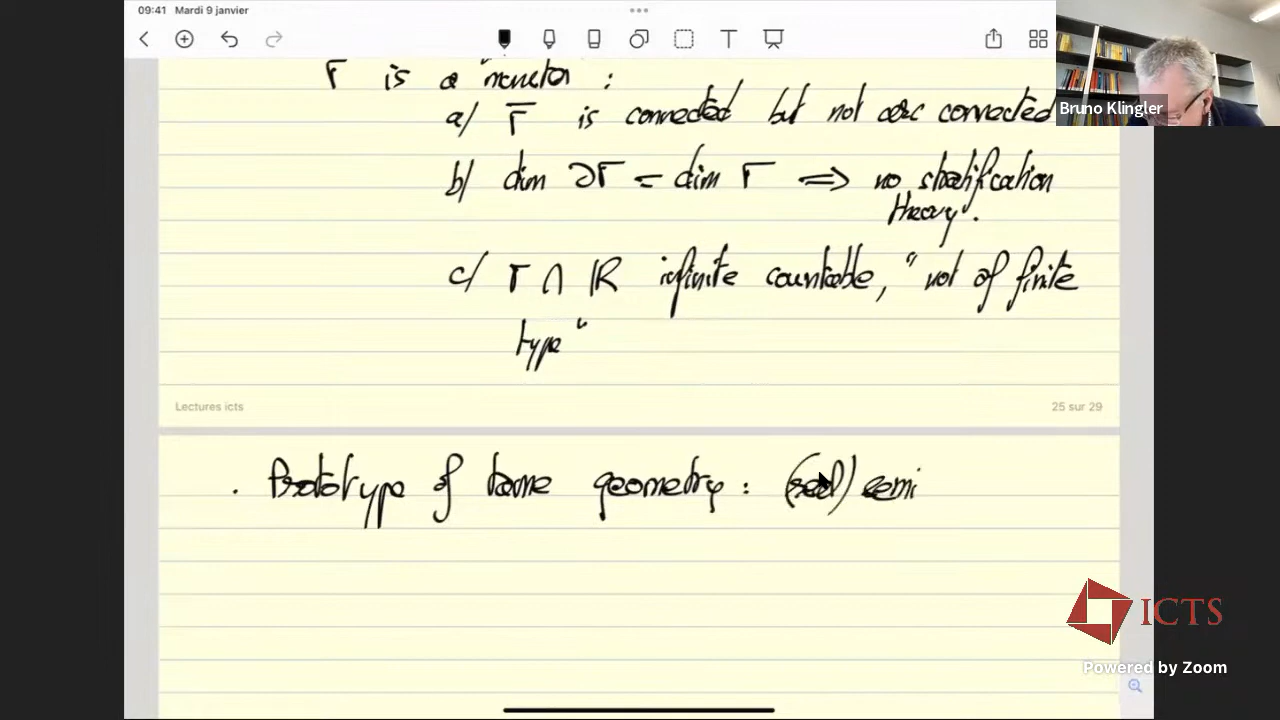 09:41 Mardi 9 janvier
Bruno Klingler
Γ is a "monster :
a/ Γ̅ is connected but not arc connected
b/ dim ∂Γ = dim Γ ⟹ no stratification
theory".
c/ Γ ∩ ℝ infinite countable, "not of finite
type"
Lectures icts
25 sur 29
. Prototype of tame geometry : (real) semi
ICTS
Powered by Zoom